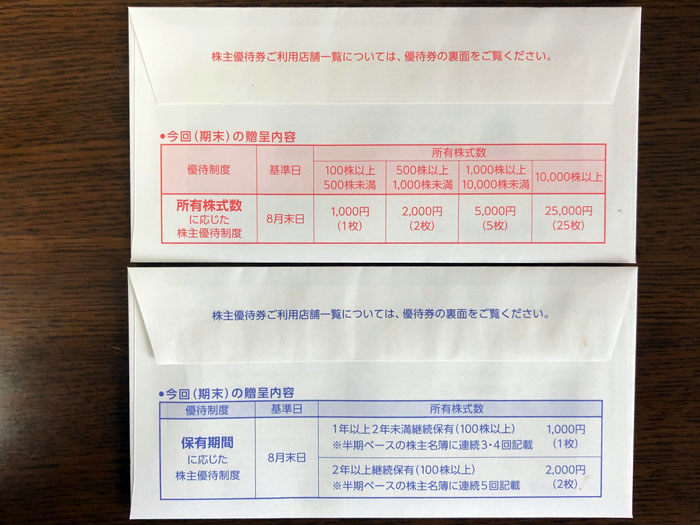 株主優待券ご利用店舗一覧については、優待券の裏面をご覧ください。
●今回(期末)の贈呈内容
優待制度 基準日 所有株式数
100株以上 500株以上 1,000株以上 10,000株以上
500株未満 1,000株未満 10,000株未満
所有株式数
に応じた
株主優待制度
8月末日
1,000円 2,000円 5,000円 25,000円
(1枚) (2枚) (5枚) (25枚)
株主優待券ご利用店舗一覧については、優待券の裏面をご覧ください。
●今回(期末)の贈呈内容
優待制度 基準日 所有株式数
保有期間
に応じた
株主優待制度
8月末日
1年以上2年未満継続保有(100株以上) 1,000円
※半期ベースの株主名簿に連続3・4回記載 (1枚)
2年以上継続保有(100株以上) 2,000円
※半期ベースの株主名簿に連続5回記載 (2枚)